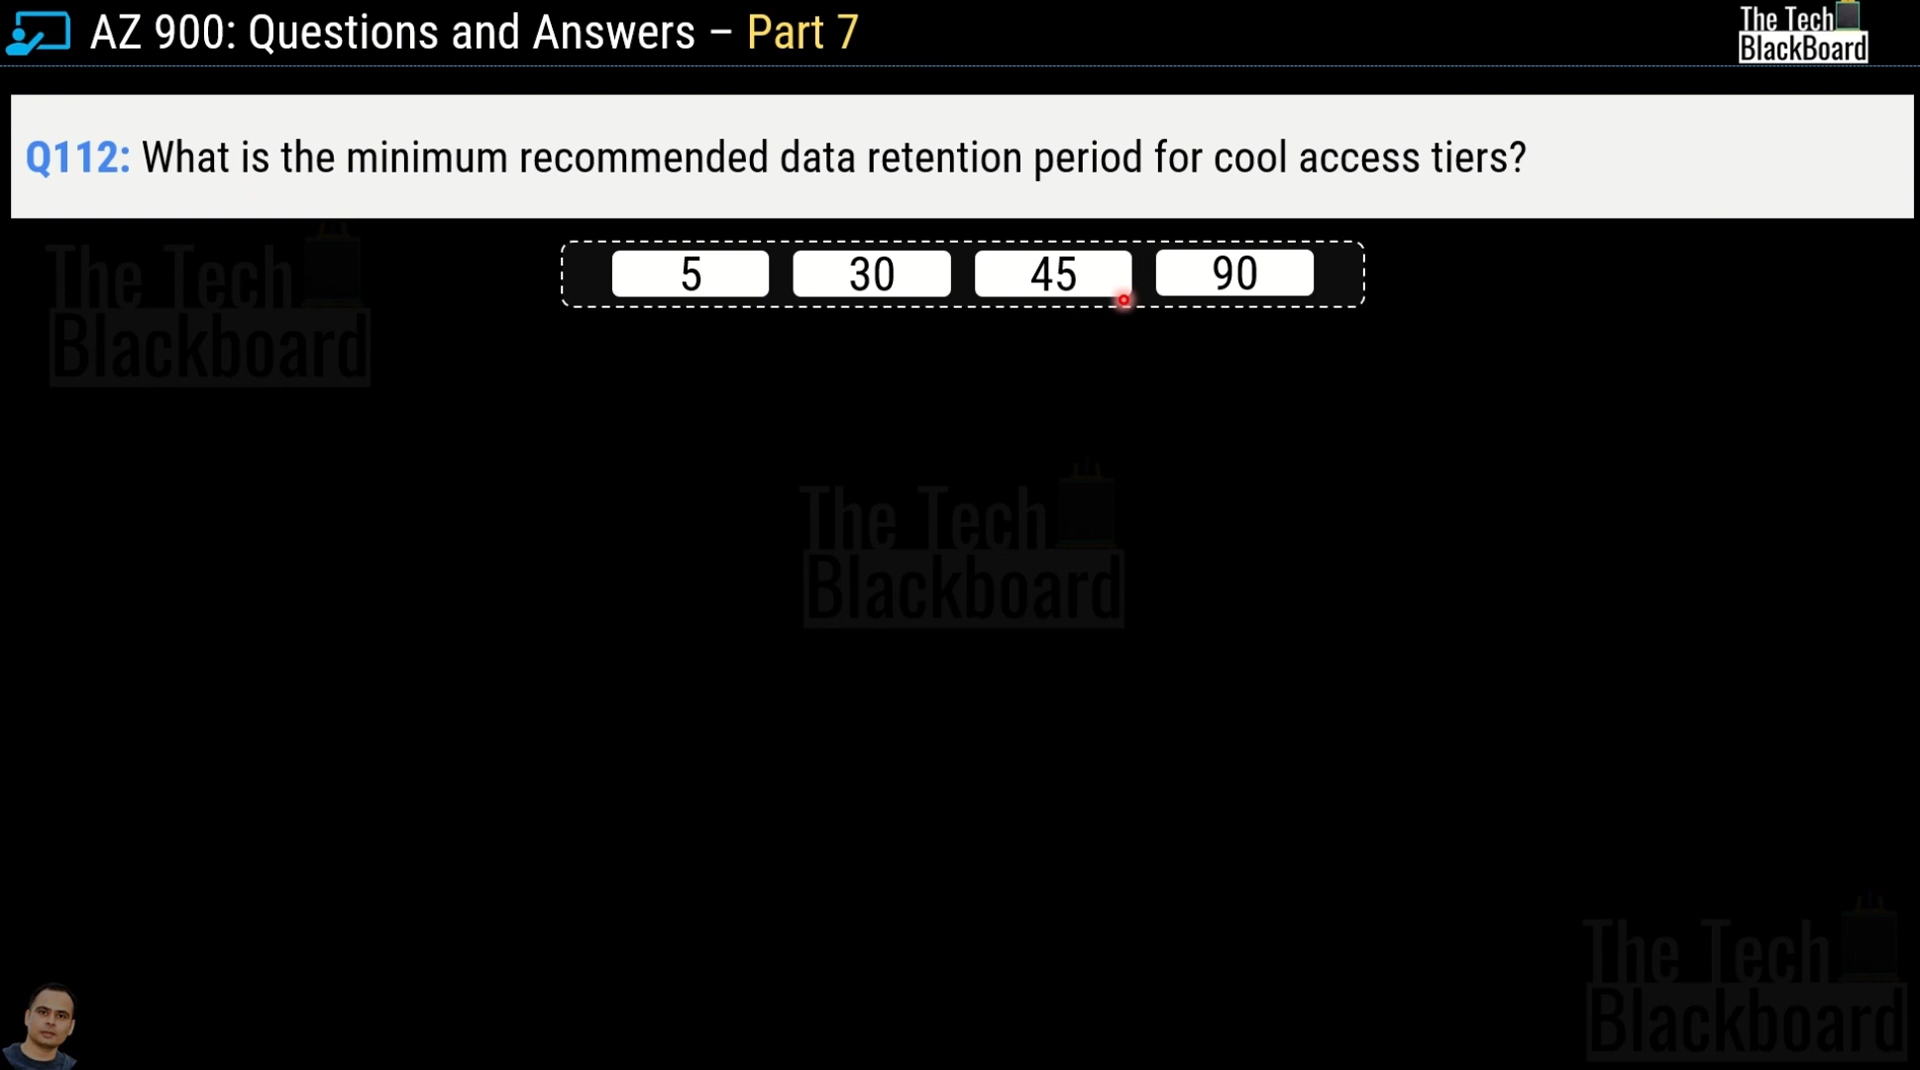 AZ 900: Questions and Answers – Part 7
The Tech
BlackBoard
Q112: What is the minimum recommended data retention period for cool access tiers?
5 30 45 90
The Tech
Blackboard
The Tech
Blackboard
The Tech
Blackboard